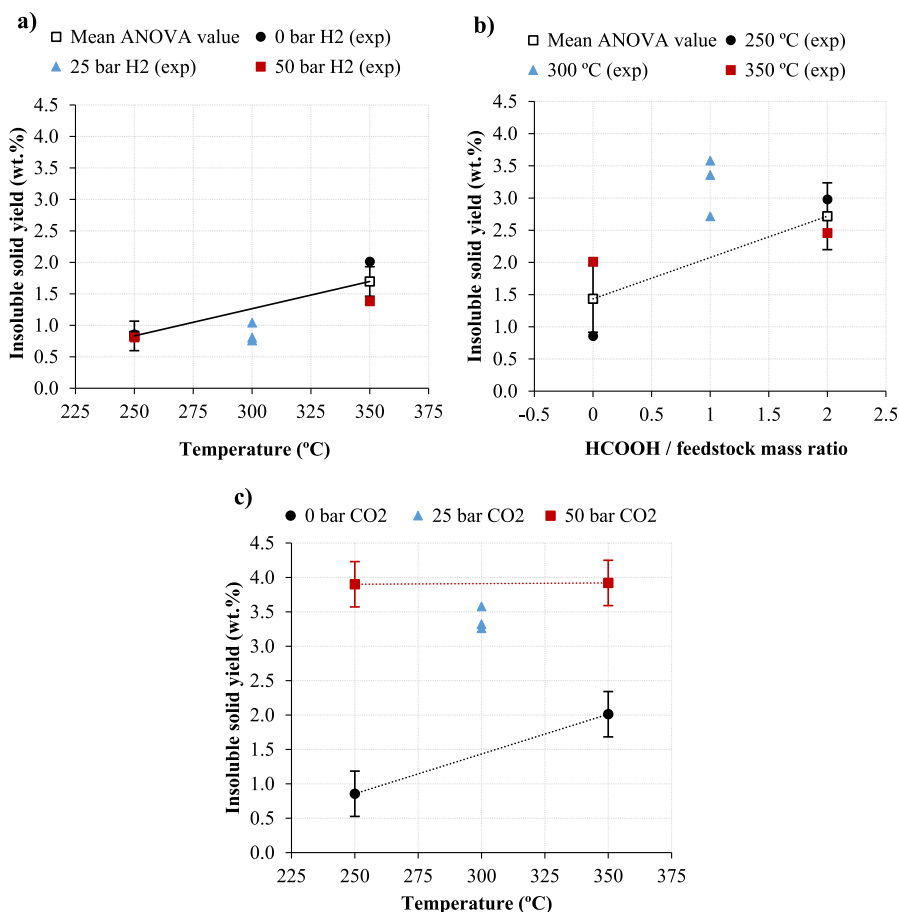 a)
Mean ANOVA value
0 bar H2 (exp)
25 bar H2 (exp)
50 bar H2 (exp)
Insoluble solid yield (wt.%)
4.5
4.0
3.5
3.0
2.5
2.0
1.5
1.0
0.5
0.0
225 250 275 300 325 350 375
Temperature (ºC)
b)
Mean ANOVA value
250 ºC (exp)
300 ºC (exp)
350 ºC (exp)
Insoluble solid yield (wt.%)
4.5
4.0
3.5
3.0
2.5
2.0
1.5
1.0
0.5
0.0
-0.5 0 0.5 1 1.5 2 2.5
HCOOH / feedstock mass ratio
c)
0 bar CO2
25 bar CO2
50 bar CO2
Insoluble solid yield (wt.%)
4.5
4.0
3.5
3.0
2.5
2.0
1.5
1.0
0.5
0.0
225 250 275 300 325 350 375
Temperature (ºC)